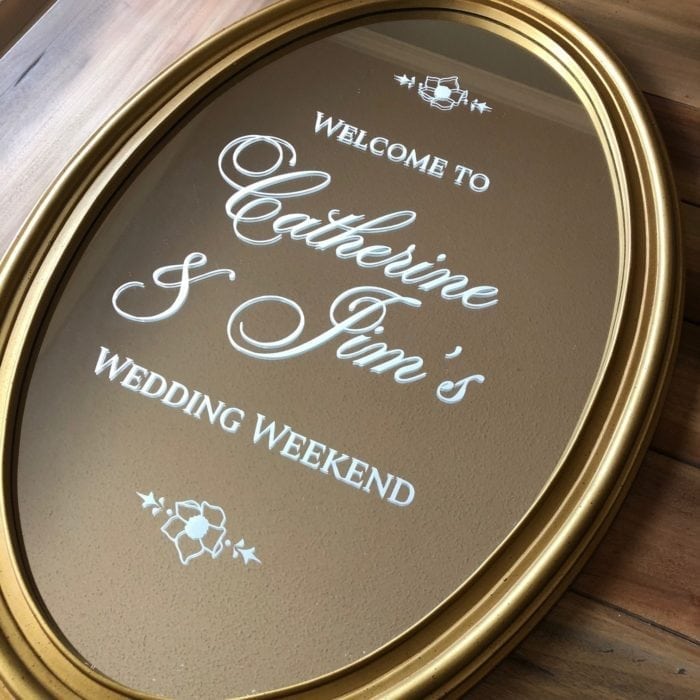 WELCOME TO
Catherine
& Jim's
WEDDING WEEKEND